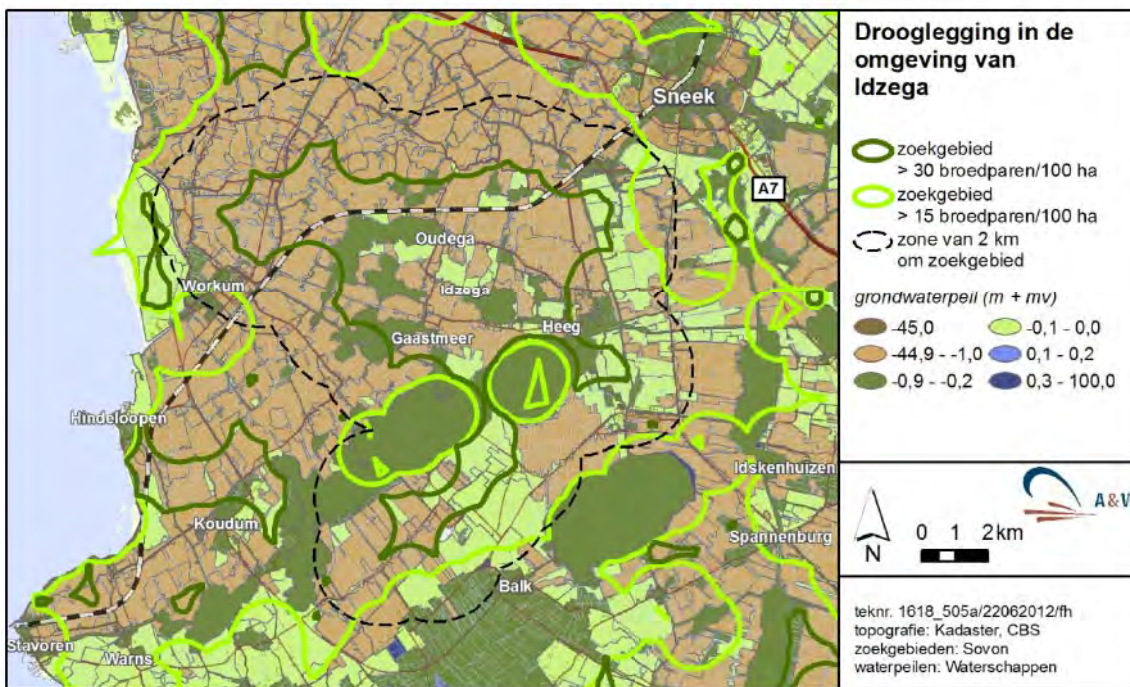 Drooglegging in de
omgeving van
Idzega
zoekgebied
> 30 broedparen/100 ha
zoekgebied
> 15 broedparen/100 ha
zone van 2 km
om zoekgebied
grondwaterpeil (m + mv)
-45,0
-0,1 - 0,0
-44,9 - -1,0
0,1 - 0,2
-0,9 - -0,2
0,3 - 100,0
A&W
N
0 1 2 km
teknr. 1618_505a/22062012/fh
topografie: Kadaster, CBS
zoekgebieden: Sovon
waterpeilen: Waterschappen
Sneek
A7
Oudega
Workum
Idzega
Heeg
Gaastmeer
Hindeloopen
Idskenhuizen
Koudum
Spannenburg
Balk
Stavoren
Warns